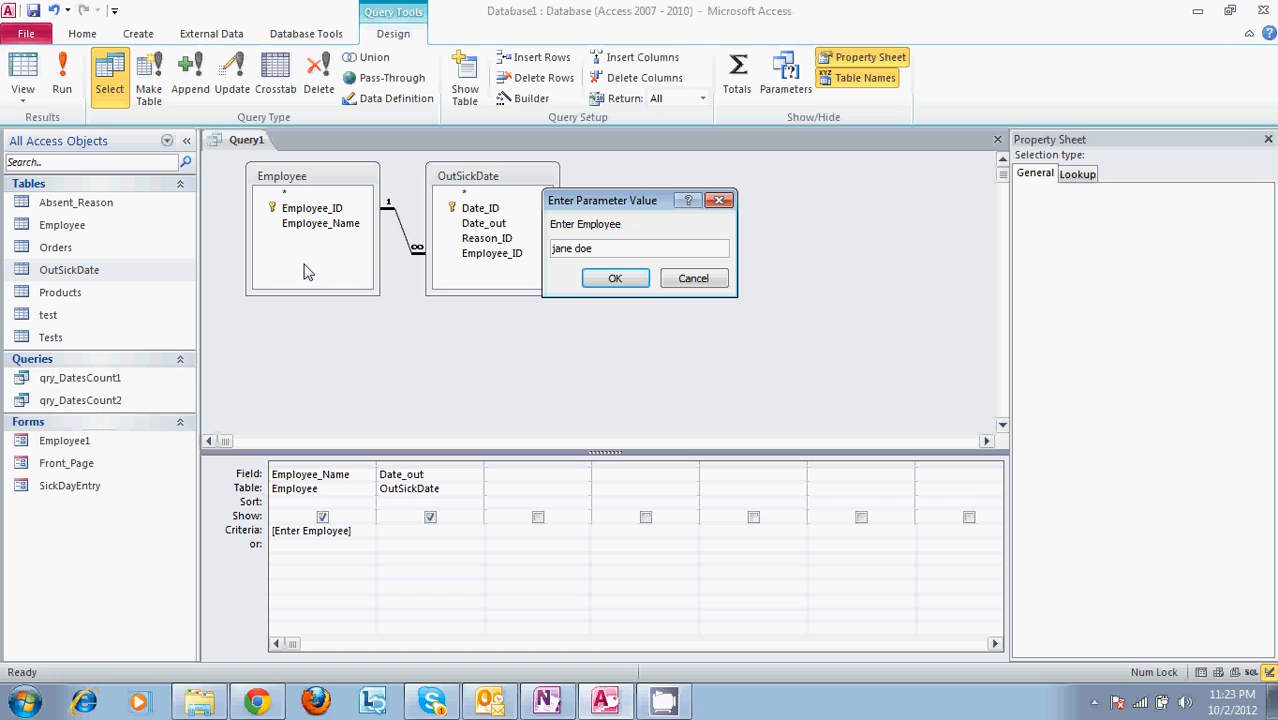 Query Tools
Database1 : Database (Access 2007 - 2010) - Microsoft Access
File
Home
Create
External Data
Database Tools
Design
View
Run
Select
Make Table
Append
Update
Crosstab
Delete
Union
Pass-Through
Data Definition
Show Table
Insert Rows
Delete Rows
Builder
Insert Columns
Delete Columns
Return: All
Totals
Parameters
Property Sheet
Table Names
Results
Query Type
Query Setup
Show/Hide
All Access Objects
Search...
Tables
Absent_Reason
Employee
Orders
OutSickDate
Products
test
Tests
Queries
qry_DatesCount1
qry_DatesCount2
Forms
Employee1
Front_Page
SickDayEntry
Query1
Employee
*
Employee_ID
Employee_Name
1
∞
OutSickDate
*
Date_ID
Date_out
Reason_ID
Employee_ID
Enter Parameter Value
?
Enter Employee
jane doe
OK
Cancel
Property Sheet
Selection type:
General
Lookup
Field: Employee_Name Date_out
Table: Employee OutSickDate
Sort:
Show:
Criteria: [Enter Employee]
or:
Ready
Num Lock
SQL
11:23 PM
10/2/2012